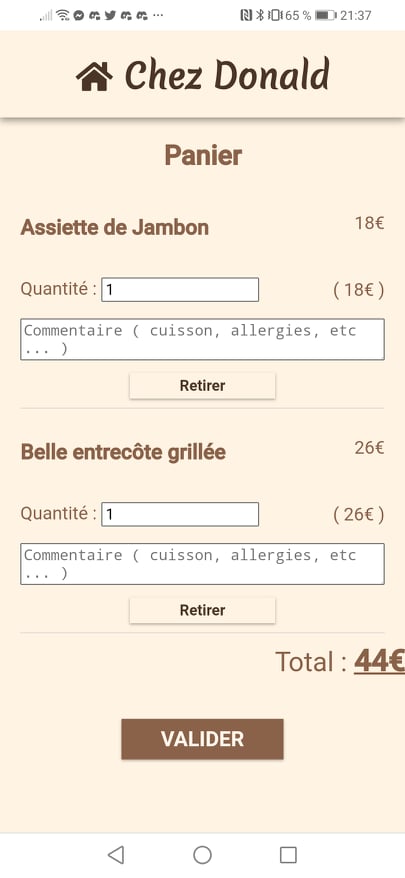 65 % 21:37
Chez Donald
Panier
Assiette de Jambon 18€
Quantité : 1 ( 18€ )
Commentaire ( cuisson, allergies, etc
... )
Retirer
Belle entrecôte grillée 26€
Quantité : 1 ( 26€ )
Commentaire ( cuisson, allergies, etc
... )
Retirer
Total : 44€
VALIDER